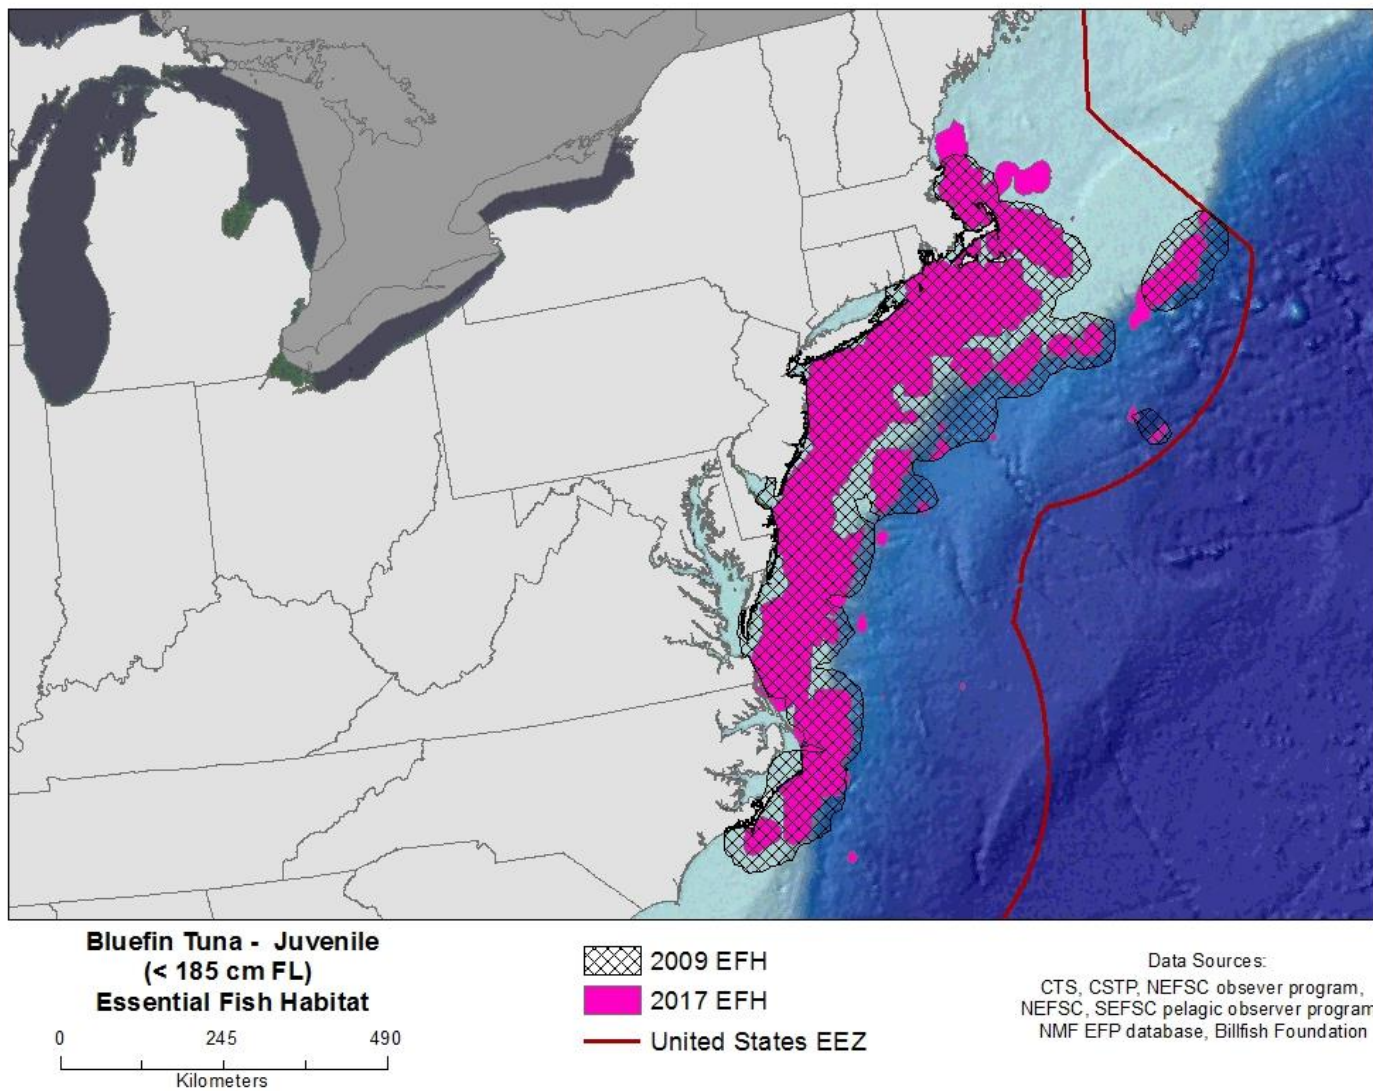 Bluefin Tuna - Juvenile
(< 185 cm FL)
Essential Fish Habitat
0 245 490
Kilometers
2009 EFH
2017 EFH
United States EEZ
Data Sources:
CTS, CSTP, NEFSC obsever program,
NEFSC, SEFSC pelagic observer program
NMF EFP database, Billfish Foundation